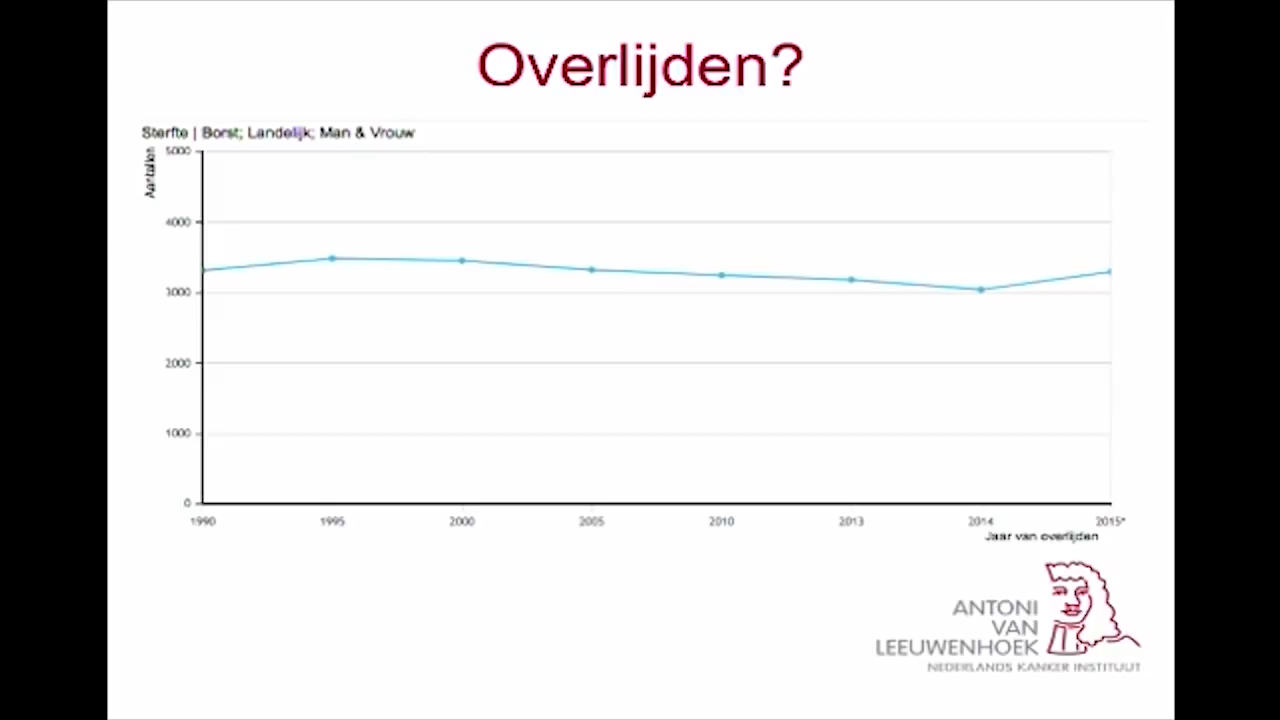 Overlijden?
Sterfte | Borst; Landelijk; Man & Vrouw
Aantallen
5000
4000
3000
2000
1000
0
1990 1995 2000 2005 2010 2013 2014 2015*
Jaar van overlijden
ANTONI
VAN
LEEUWENHOEK
NEDERLANDS KANKER INSTITUUT